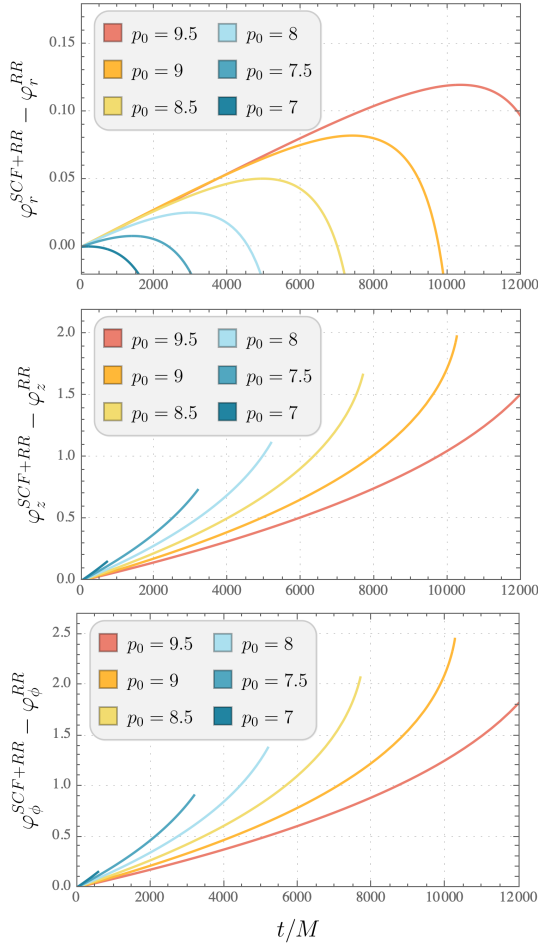 φ_r^{SCF+RR} − φ_r^{RR}
0.15
0.10
0.05
0.00
p_0 = 9.5 p_0 = 8
p_0 = 9 p_0 = 7.5
p_0 = 8.5 p_0 = 7
0 2000 4000 6000 8000 10000 12000
φ_z^{SCF+RR} − φ_z^{RR}
2.0
1.5
1.0
0.5
0.0
p_0 = 9.5 p_0 = 8
p_0 = 9 p_0 = 7.5
p_0 = 8.5 p_0 = 7
0 2000 4000 6000 8000 10000 12000
φ_ϕ^{SCF+RR} − φ_ϕ^{RR}
2.5
2.0
1.5
1.0
0.5
0.0
p_0 = 9.5 p_0 = 8
p_0 = 9 p_0 = 7.5
p_0 = 8.5 p_0 = 7
0 2000 4000 6000 8000 10000 12000
t/M